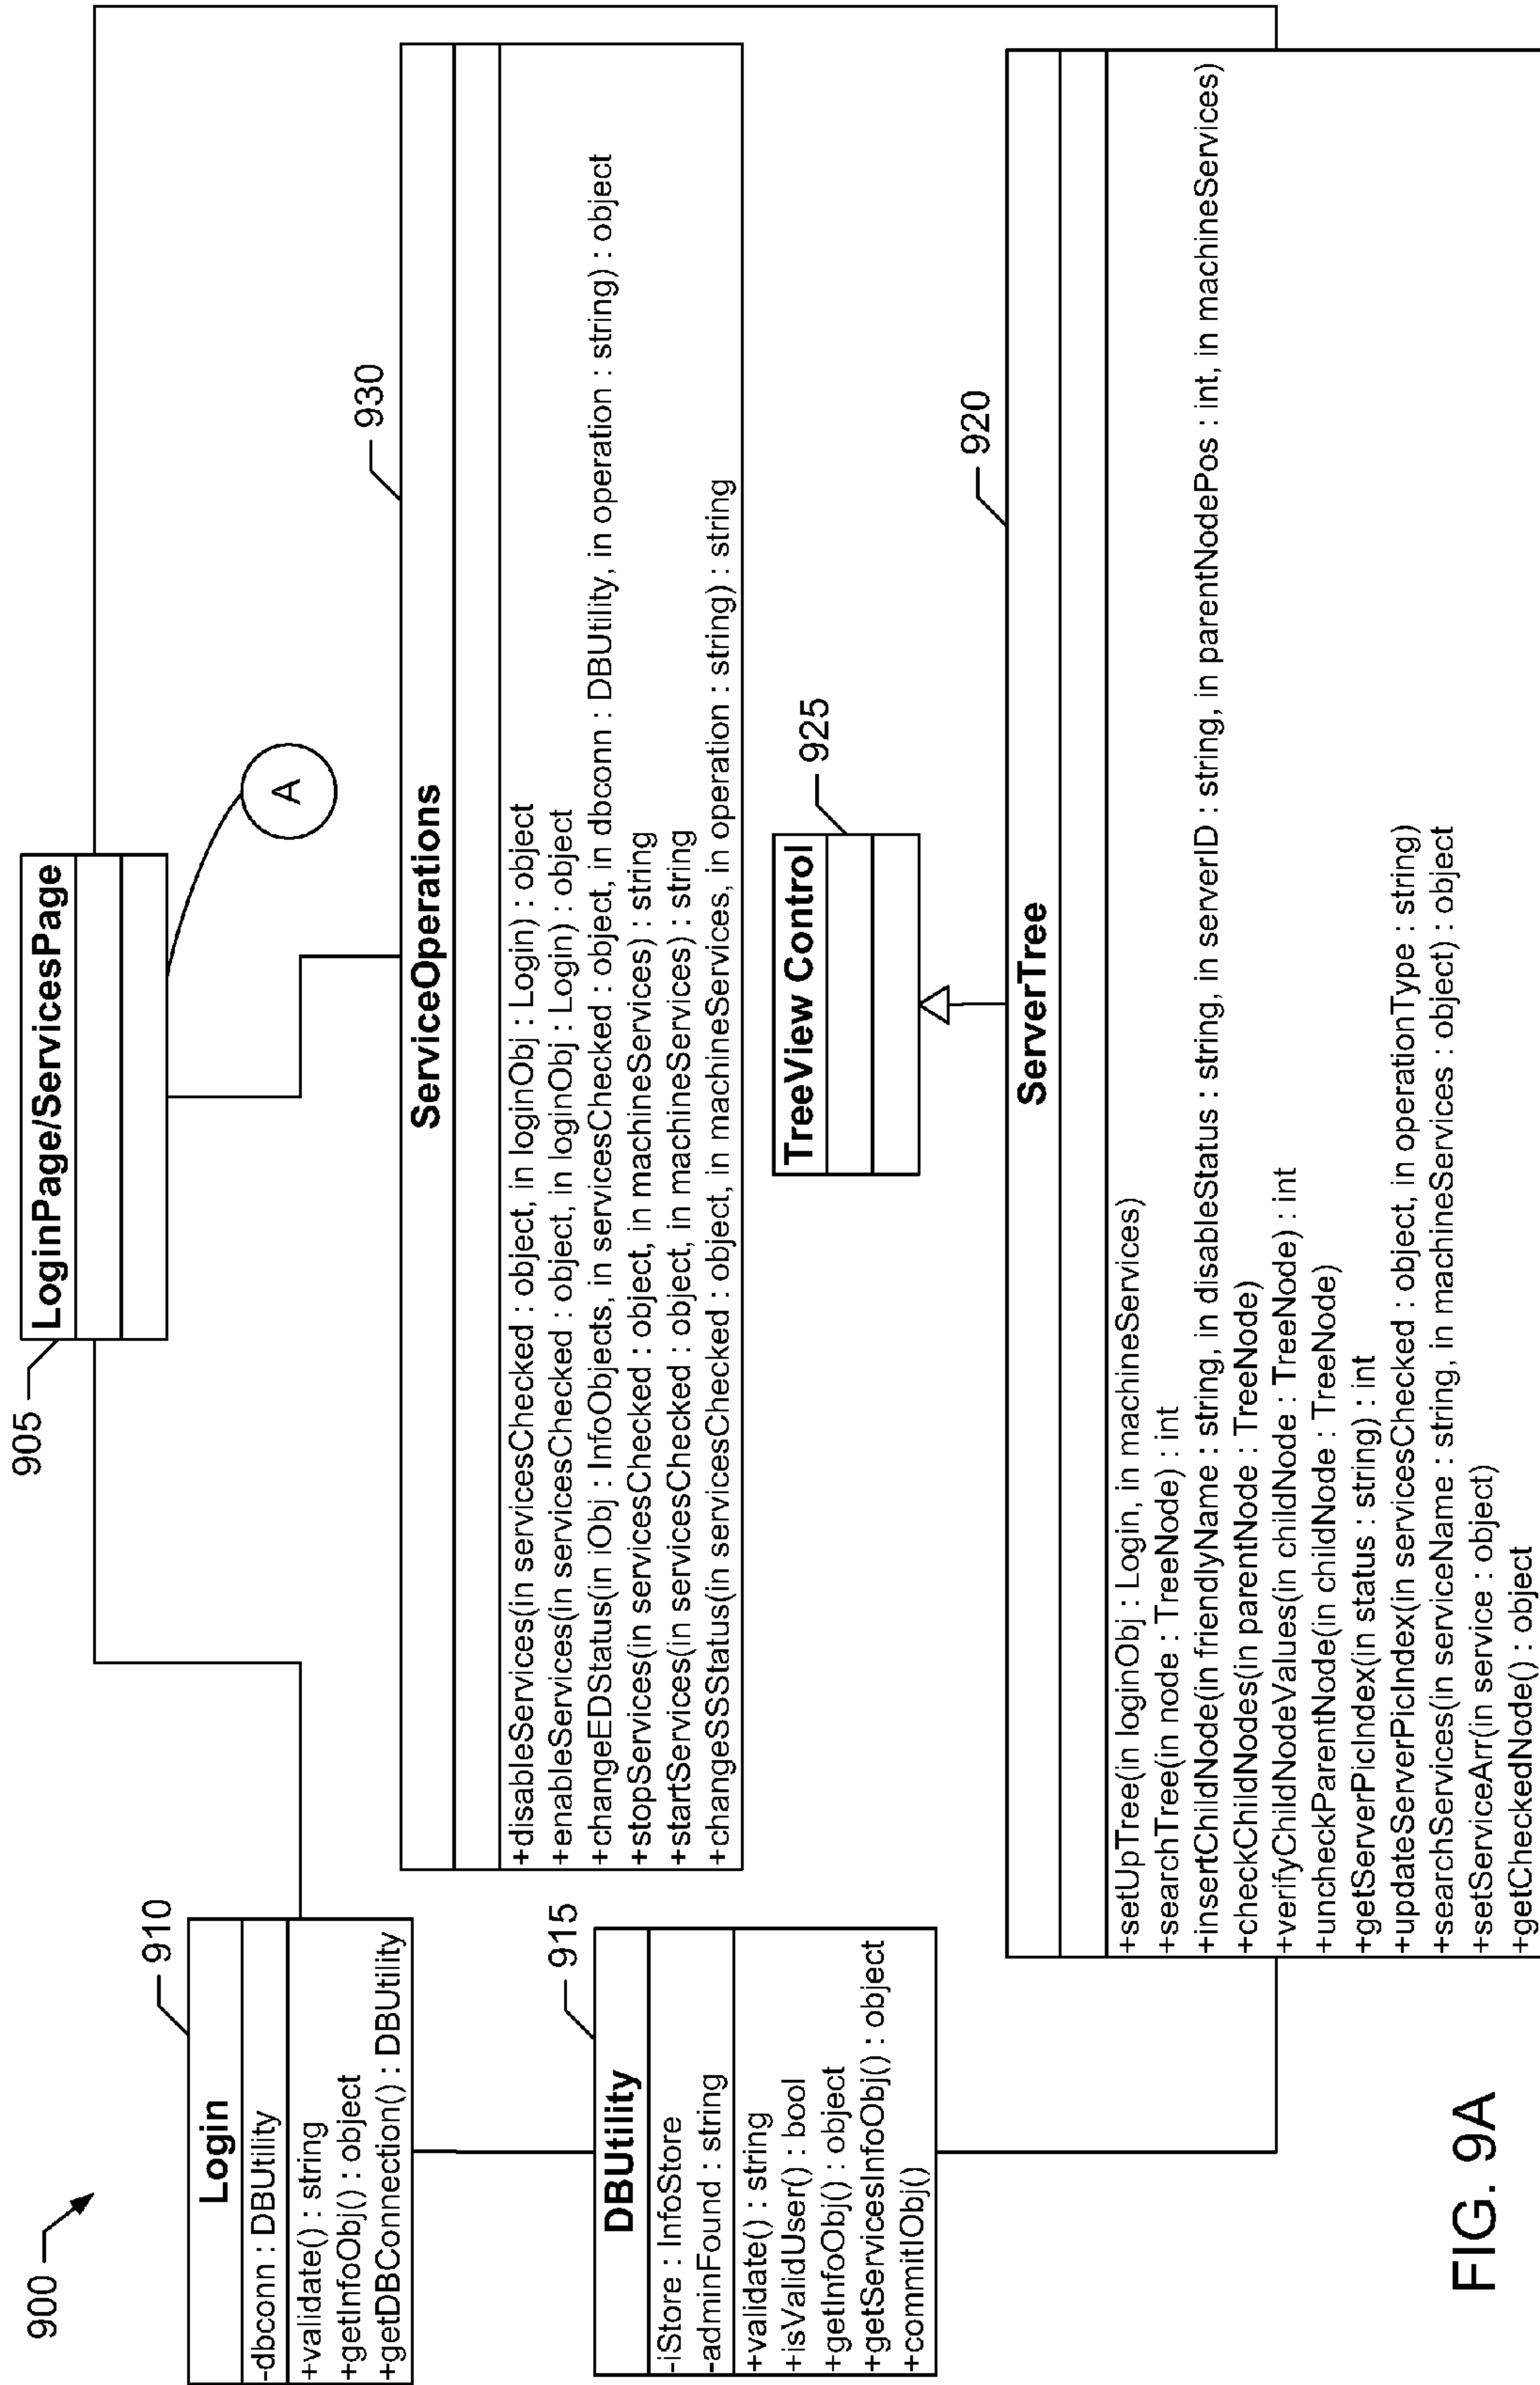 900
905
LoginPage/ServicesPage
A
910
Login
-dbconn : DBUtility
+validate() : string
+getInfoObj() : object
+getDBConnection() : DBUtility
930
ServiceOperations
+disableServices(in servicesChecked : object, in loginObj : Login) : object
+enableServices(in servicesChecked : object, in loginObj : Login) : object
+changeEDStatus(in iObj : InfoObjects, in servicesChecked : object, in dbconn : DBUtility, in operation : string) : object
+stopServices(in servicesChecked : object, in machineServices) : string
+startServices(in servicesChecked : object, in machineServices) : string
+changeSSStatus(in servicesChecked : object, in machineServices, in operation : string) : string
915
DBUtility
-iStore : InfoStore
-adminFound : string
+validate() : string
+isValidUser() : bool
+getInfoObj() : object
+getServicesInfoObj() : object
+commitIObj()
925
TreeView Control
920
ServerTree
+setUpTree(in loginObj : Login, in machineServices)
+searchTree(in node : TreeNode) : int
+insertChildNode(in friendlyName : string, in disableStatus : string, in serverID : string, in parentNodePos : int, in machineServices)
+checkChildNodes(in parentNode : TreeNode)
+verifyChildNodeValues(in childNode : TreeNode) : int
+uncheckParentNode(in childNode : TreeNode)
+getServerPicIndex(in status : string) : int
+updateServerPicIndex(in servicesChecked : object, in operationType : string)
+searchServices(in serviceName : string, in machineServices : object) : object
+setServiceArr(in service : object)
+getCheckedNode() : object
FIG. 9A